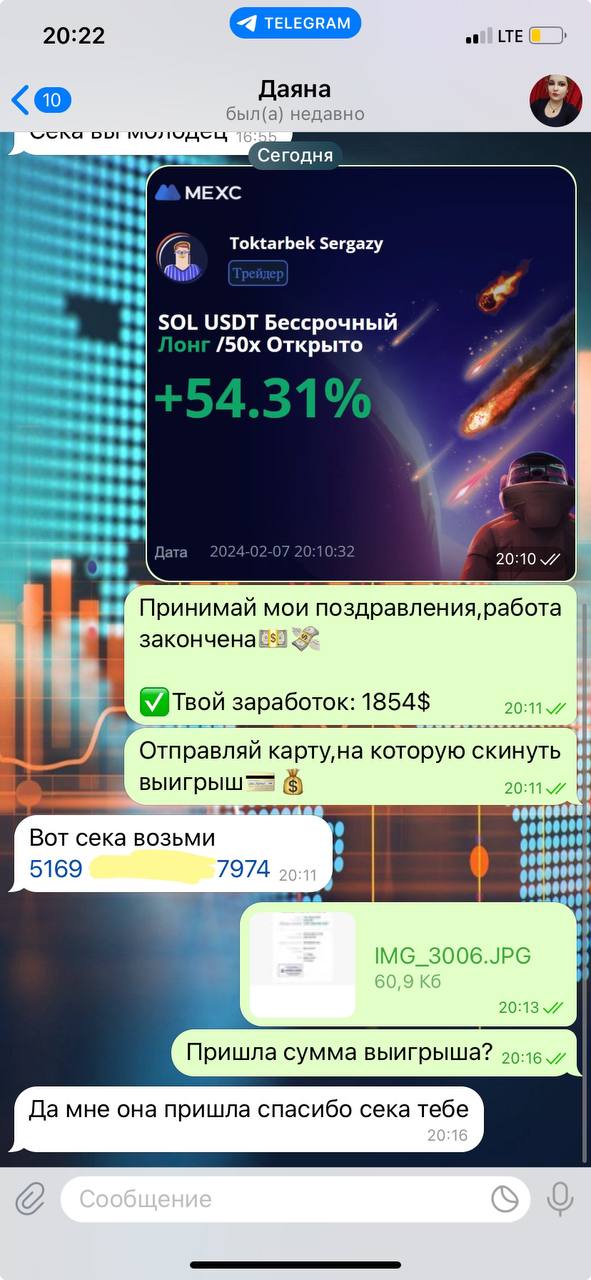 20:22
TELEGRAM
LTE
10
Даяна
был(а) недавно
Сека вы молодец 16:55
Сегодня
MEXC
Toktarbek Sergazy
Трейдер
SOL USDT Бессрочный
Лонг /50x Открыто
+54.31%
Дата 2024-02-07 20:10:32
20:10
Принимай мои поздравления,работа
закончена💵💸
✅Твой заработок: 1854$
20:11
Отправляй карту,на которую скинуть
выигрыш💳💰
20:11
Вот сека возьми
5169 7974 20:11
IMG_3006.JPG
60,9 Кб
20:13
Пришла сумма выигрыша? 20:16
Да мне она пришла спасибо сека тебе
20:16
Сообщение